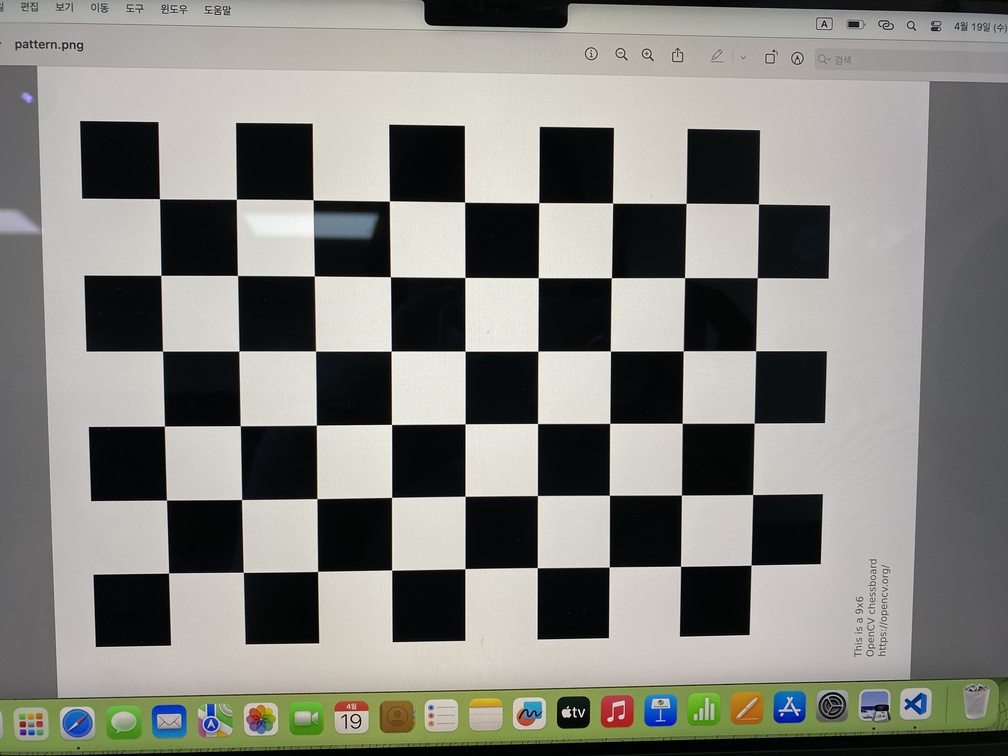 편집 보기 이동 도구 윈도우 도움말
A 4월 19일 (수)
pattern.png
검색
This is a 9x6
OpenCV chessboard
https://opencv.org/
4월
19
tv